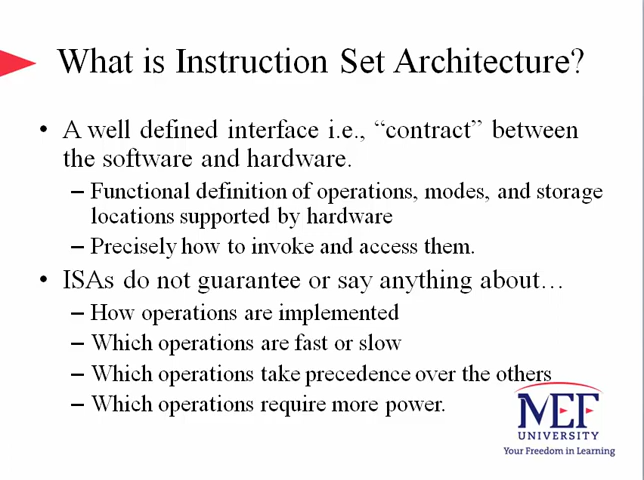 What is Instruction Set Architecture?
• A well defined interface i.e., “contract” between
the software and hardware.
– Functional definition of operations, modes, and storage
locations supported by hardware
– Precisely how to invoke and access them.
• ISAs do not guarantee or say anything about…
– How operations are implemented
– Which operations are fast or slow
– Which operations take precedence over the others
– Which operations require more power.
MEF
UNIVERSITY
Your Freedom in Learning